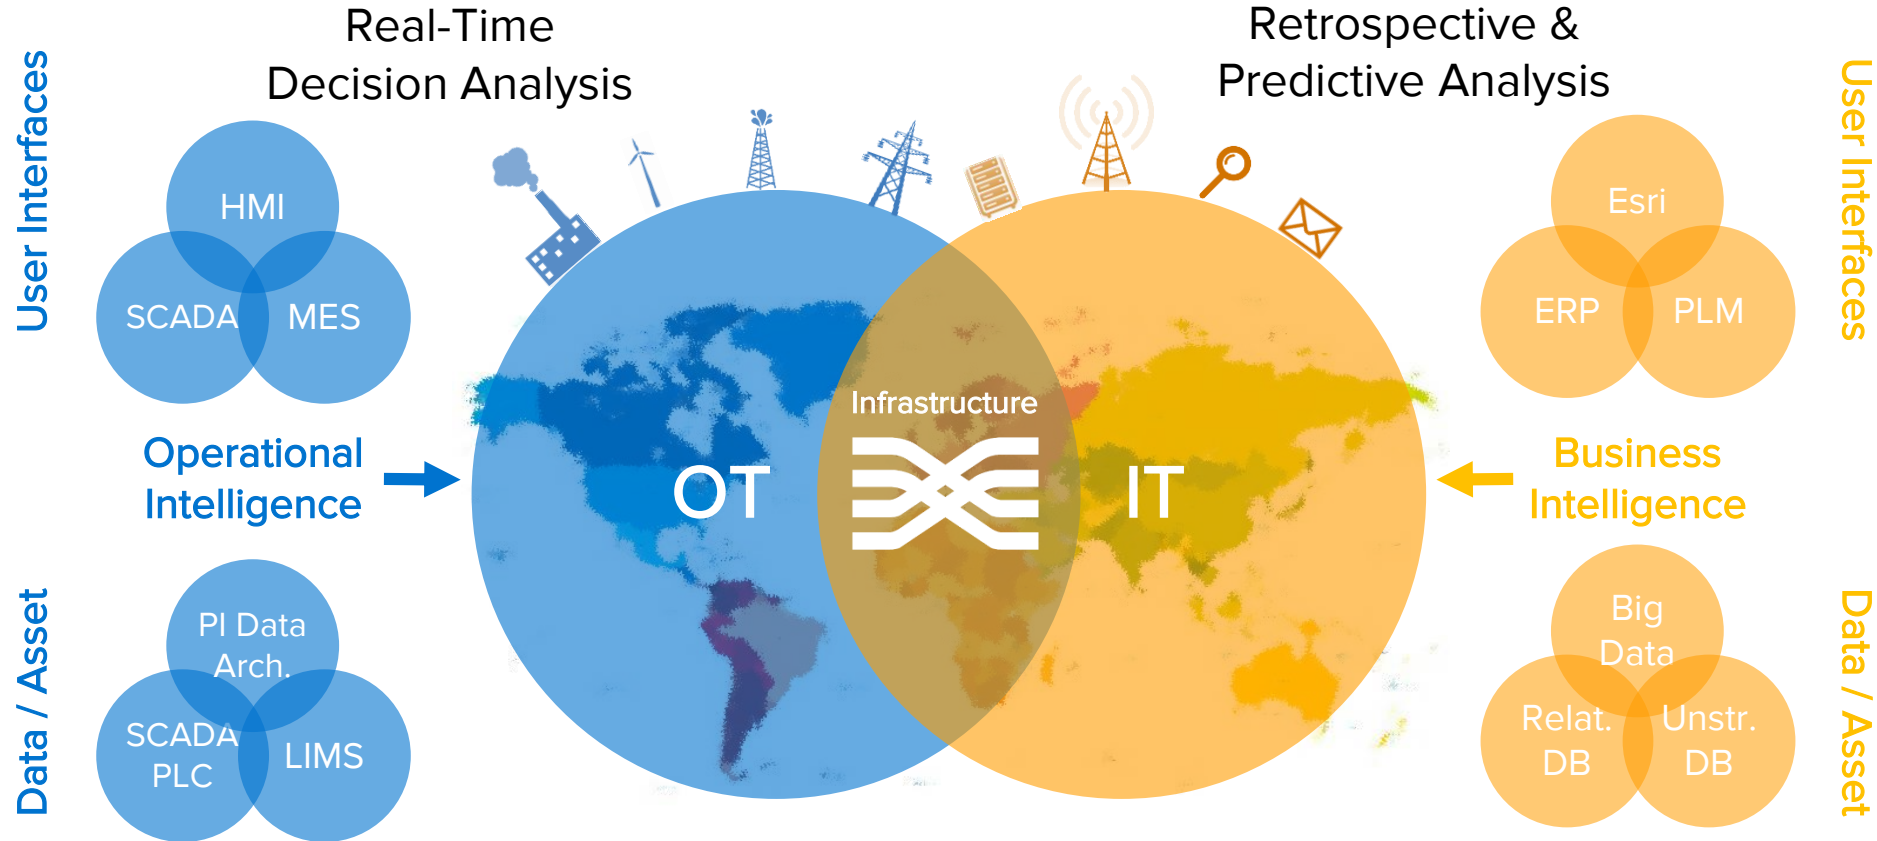 Real-Time
Decision Analysis
Retrospective &
Predictive Analysis
User Interfaces
HMI
SCADA
MES
Operational
Intelligence
Data / Asset
PI Data
Arch.
SCADA
PLC
LIMS
Infrastructure
OT
IT
User Interfaces
Esri
ERP
PLM
Business
Intelligence
Data / Asset
Big
Data
Relat.
DB
Unstr.
DB